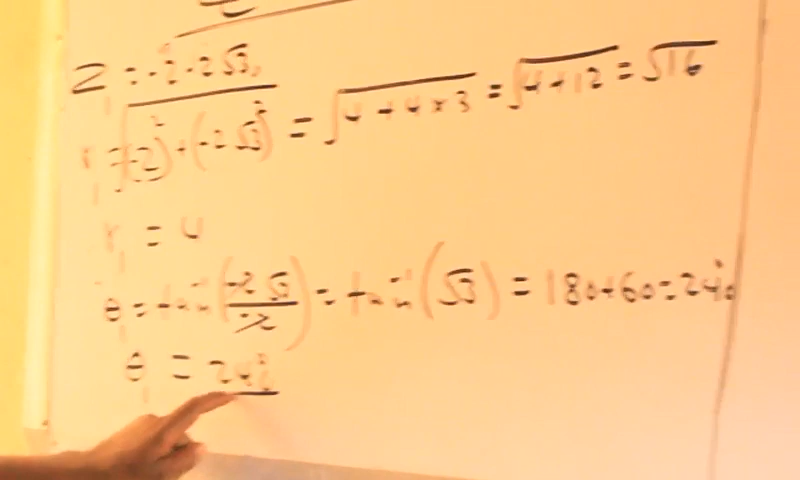 Z₁ = -2 - 2√3
r₁ = √(-2)² + (-2√3)² = √4 + 4 × 3 = √4 + 12 = √16
r₁ = 4
θ₁ = tan⁻¹(-2√3/-2) = tan⁻¹(√3) = 180 + 60 = 240°
θ₁ = 240°